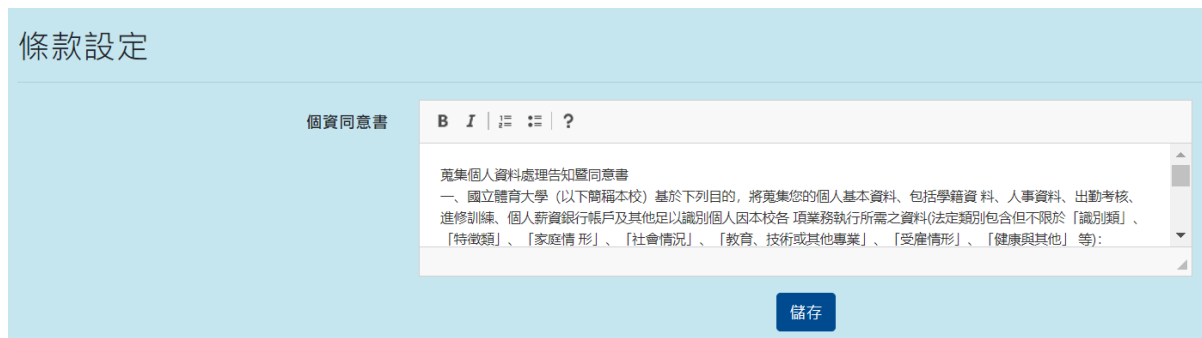 條款設定
個資同意書
B I ?
蒐集個人資料處理告知暨同意書
一、國立體育大學（以下簡稱本校）基於下列目的，將蒐集您的個人基本資料、包括學籍資 料、人事資料、出勤考核、
進修訓練、個人薪資銀行帳戶及其他足以識別個人因本校各 項業務執行所需之資料(法定類別包含但不限於「識別類」、
「特徵類」、「家庭情 形」、「社會情況」、「教育、技術或其他專業」、「受雇情形」、「健康與其他」 等)：
儲存